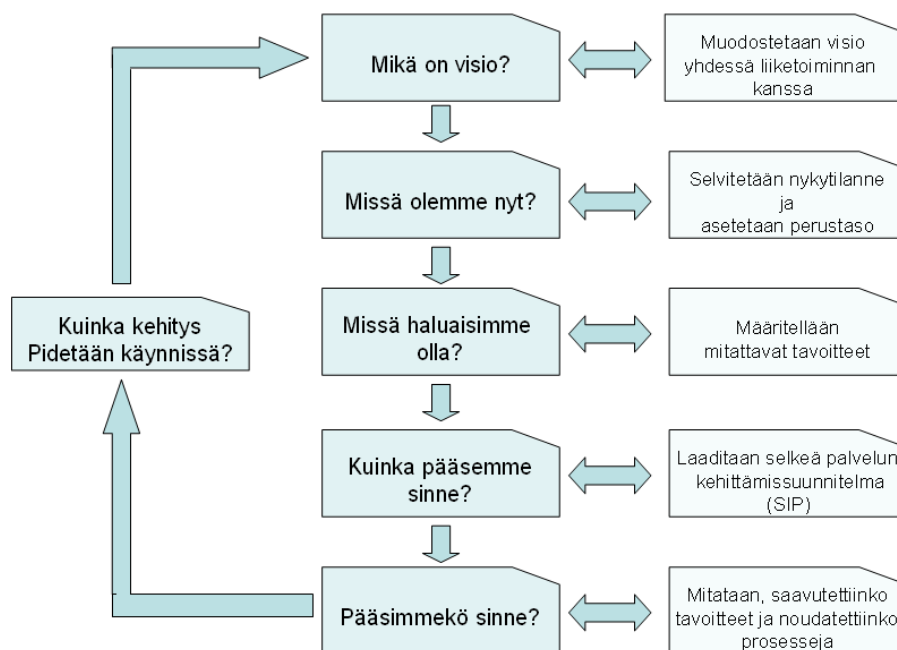 Mikä on visio?
Muodostetaan visio
yhdessä liiketoiminnan
kanssa
Missä olemme nyt?
Selvitetään nykytilanne
ja
asetetaan perustaso
Kuinka kehitys
Pidetään käynnissä?
Missä haluaisimme
olla?
Määritellään
mitattavat tavoitteet
Kuinka pääsemme
sinne?
Laaditaan selkeä palvelun
kehittämissuunnitelma
(SIP)
Pääsimmekö sinne?
Mitataan, saavutettiinko
tavoitteet ja noudatettiinko
prosesseja